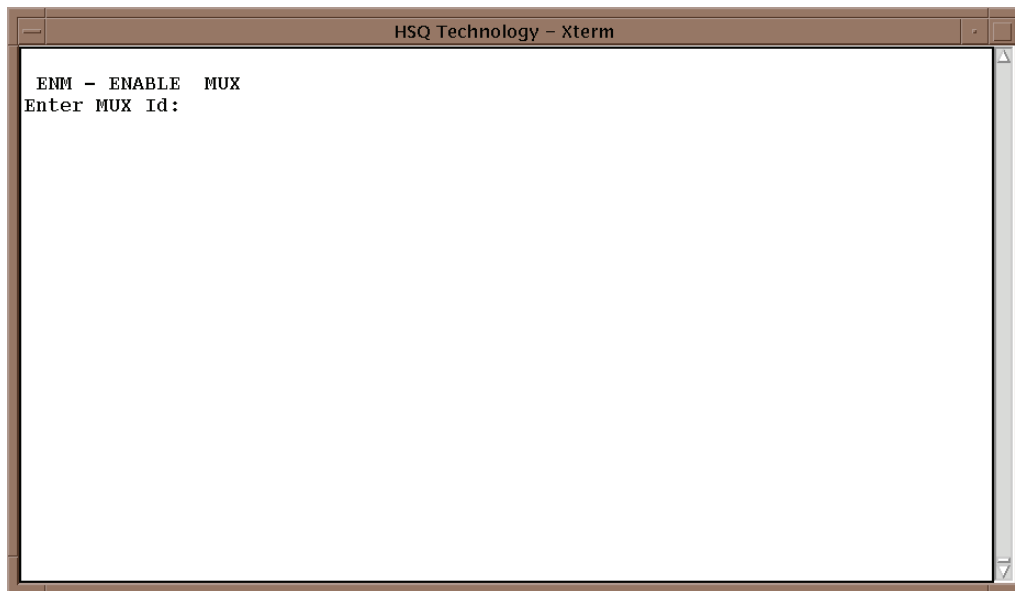 HSQ Technology – Xterm
ENM – ENABLE  MUX
Enter MUX Id: